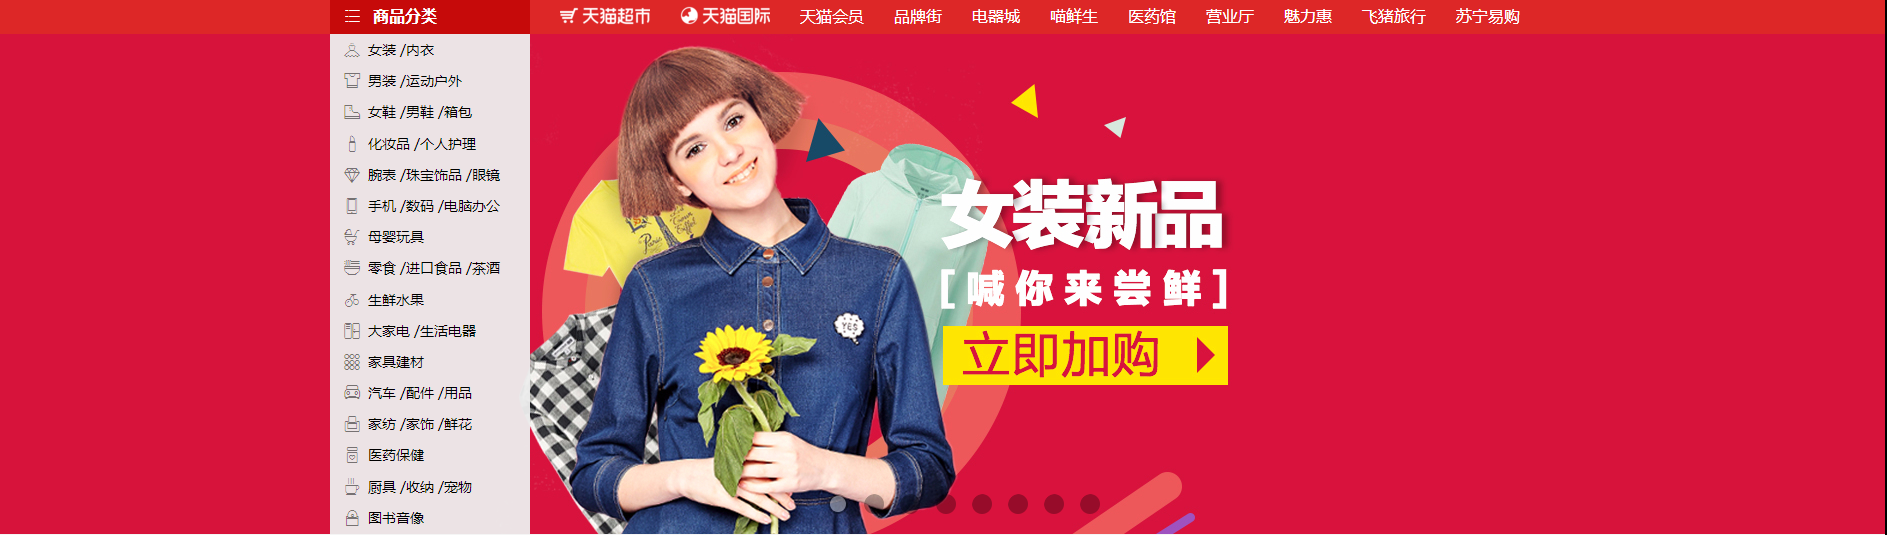 商品分类 天猫超市 天猫国际 天猫会员 品牌街 电器城 喵鲜生 医药馆 营业厅 魅力惠 飞猪旅行 苏宁易购
女装 /内衣
男装 /运动户外
女鞋 /男鞋 /箱包
化妆品 /个人护理
腕表 /珠宝饰品 /眼镜
手机 /数码 /电脑办公
母婴玩具
零食 /进口食品 /茶酒
生鲜水果
大家电 /生活电器
家具建材
汽车 /配件 /用品
家纺 /家饰 /鲜花
医药保健
厨具 /收纳 /宠物
图书音像
女装新品
[喊你来尝鲜]
立即加购
YES
Paris